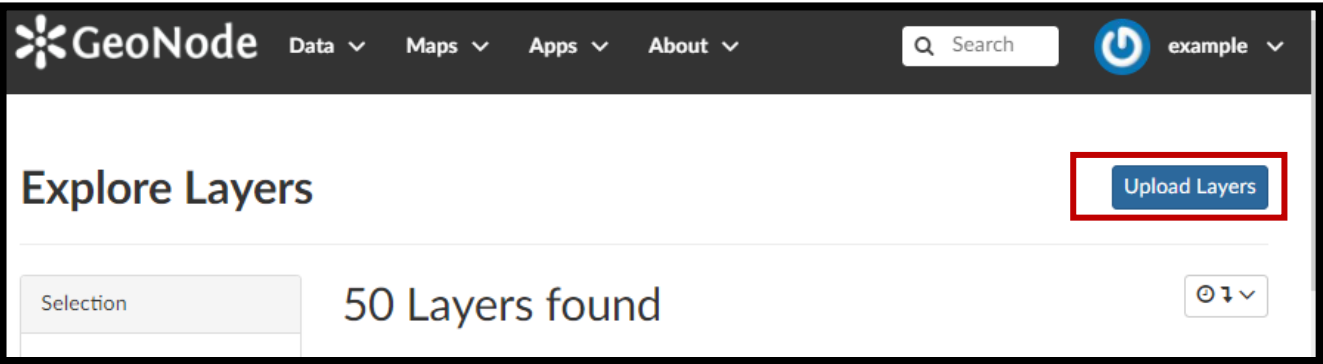 GeoNode Data Maps Apps About Search example
Explore Layers
Upload Layers
Selection
50 Layers found